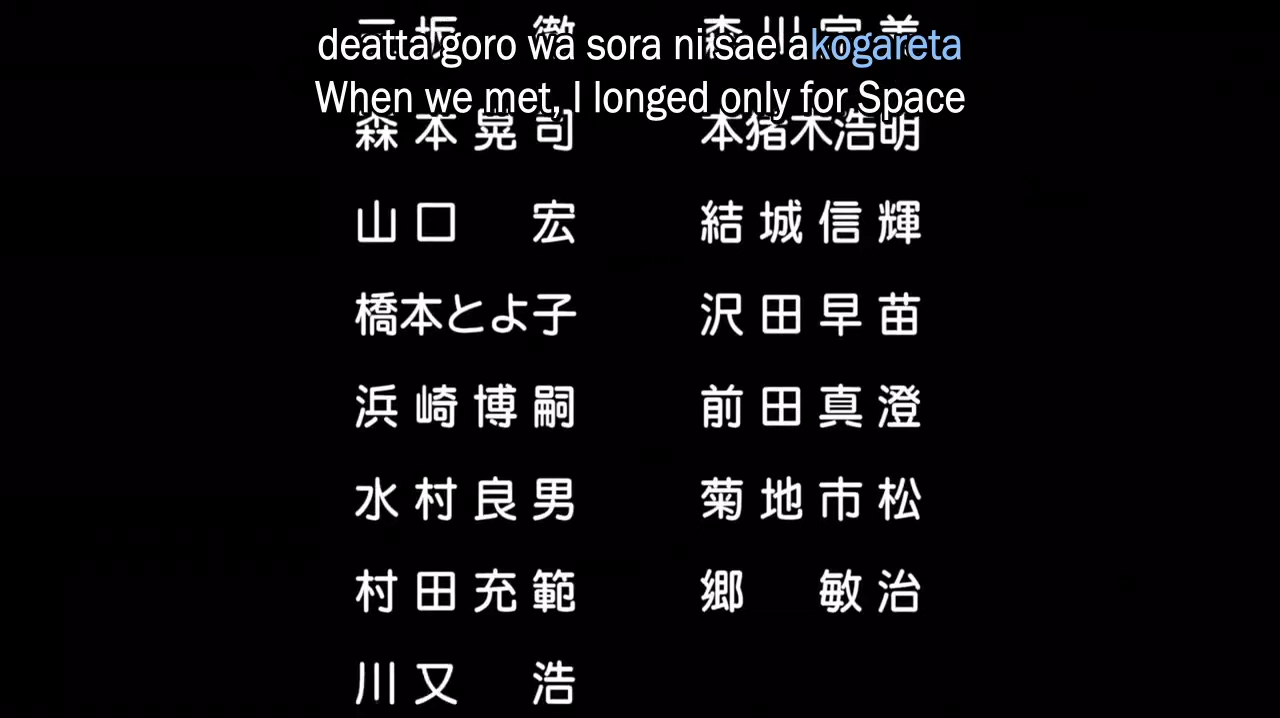 deatta goro wa sora ni sae akogareta
When we met, I longed only for Space
森本晃司 本猪木浩明
山口 宏 結城信輝
橋本とよ子 沢田早苗
浜崎博嗣 前田真澄
水村良男 菊地市松
村田充範 郷 敏治
川又 浩